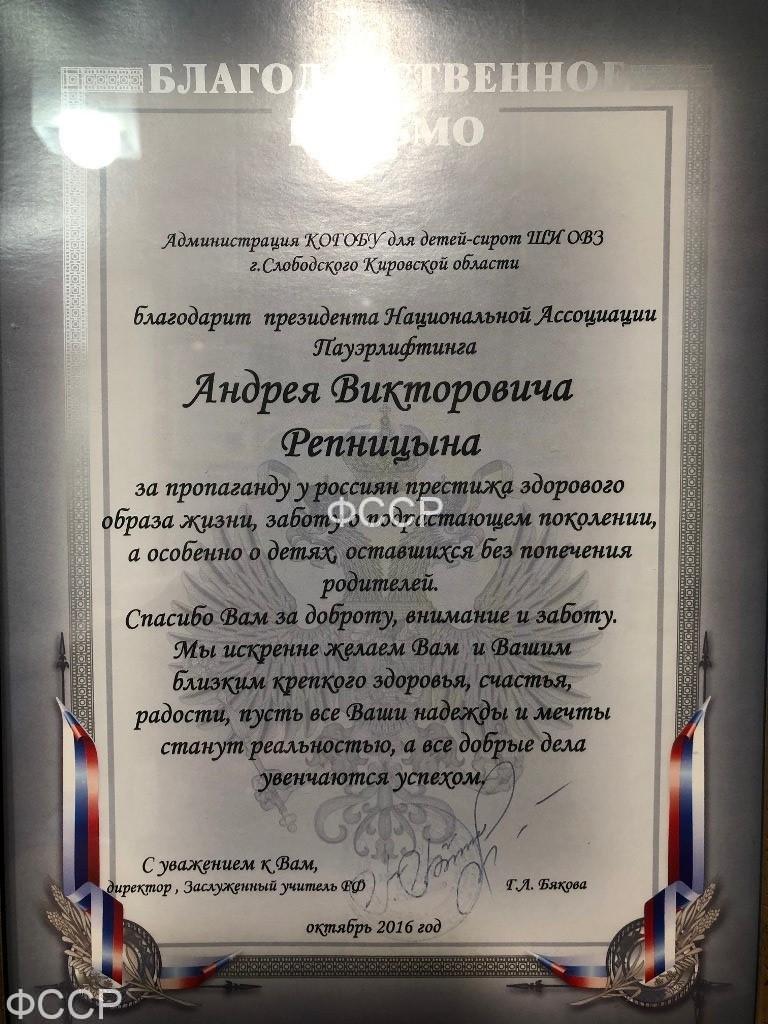 БЛАГОДАРСТВЕННОЕ
ПИСЬМО
Администрация КОГОБУ для детей-сирот ШИ ОВЗ
г.Слободского Кировской области
благодарит президента Национальной Ассоциации
Пауэрлифтинга
Андрея Викторовича
Репницына
за пропаганду у россиян престижа здорового
образа жизни, заботу о подрастающем поколении,
ФССР
а особенно о детях, оставшихся без попечения
родителей.
Спасибо Вам за доброту, внимание и заботу.
Мы искренне желаем Вам и Вашим
близким крепкого здоровья, счастья,
радости, пусть все Ваши надежды и мечты
станут реальностью, а все добрые дела
увенчаются успехом.
С уважением к Вам,
директор , Заслуженный учитель РФ Г.Л. Бякова
октябрь 2016 год
ФССР